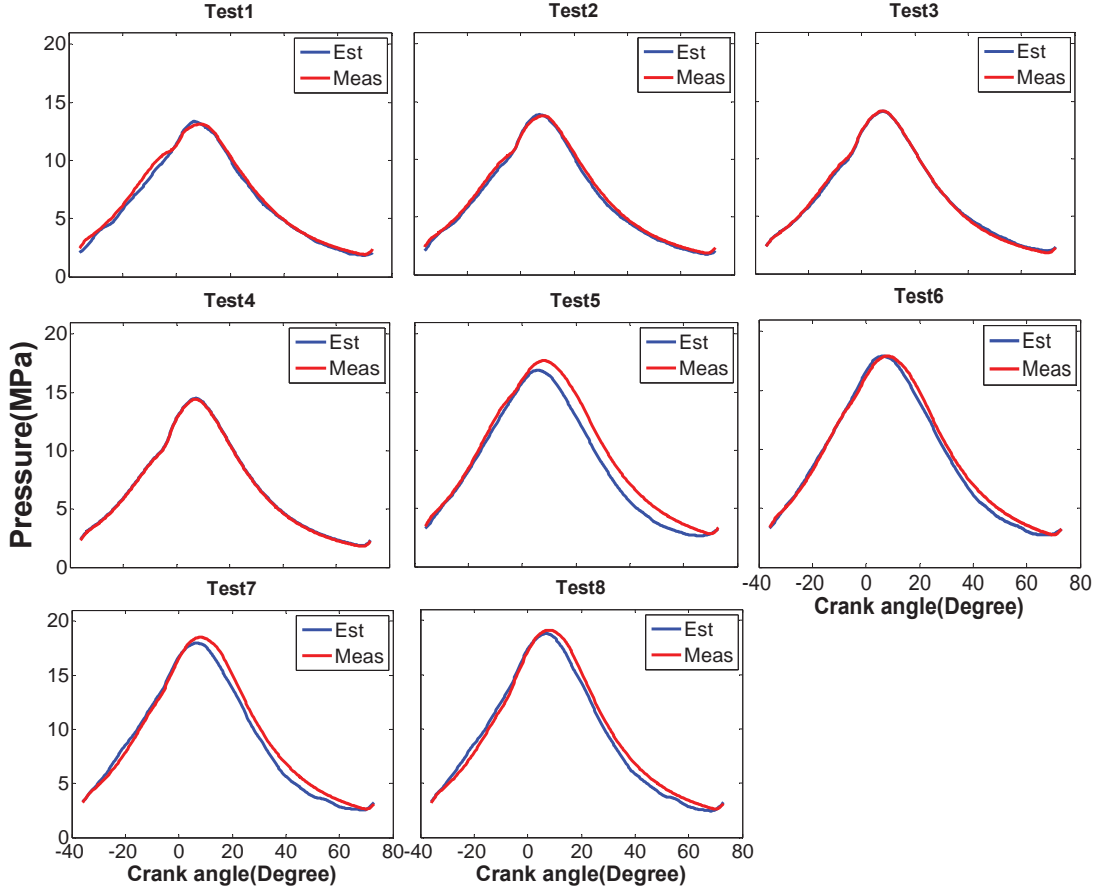 Test1
Test2
Test3
20
15
10
5
0
Est
Meas
Est
Meas
Est
Meas
Test4
Test5
Test6
Pressure(MPa)
20
15
10
5
0
Est
Meas
Est
Meas
Est
Meas
-40 -20 0 20 40 60 80
Crank angle(Degree)
Test7
Test8
20
15
10
5
0
Est
Meas
Est
Meas
-40 -20 0 20 40 60 80
-40 -20 0 20 40 60 80
Crank angle(Degree)
Crank angle(Degree)